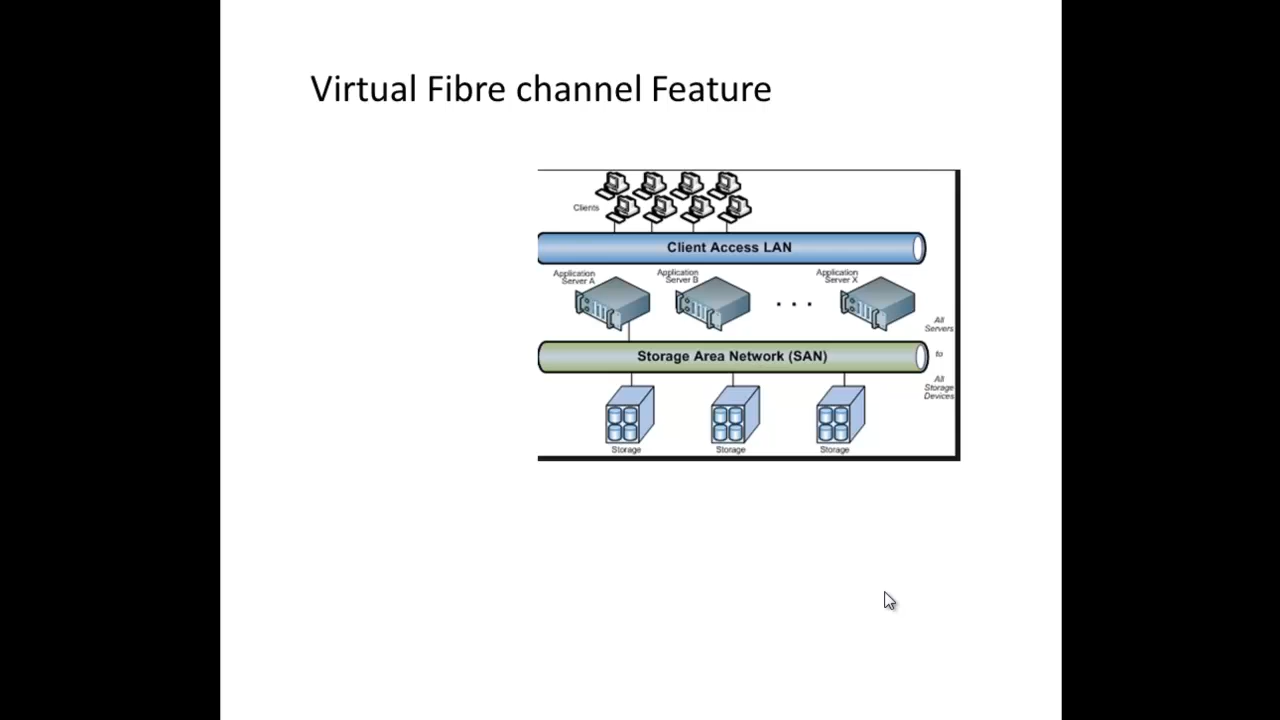 Virtual Fibre channel Feature
Clients
Client Access LAN
Application
Server A
Application
Server B
Application
Server X
. . .
All
Servers
to
All
Storage
Devices
Storage Area Network (SAN)
Storage
Storage
Storage